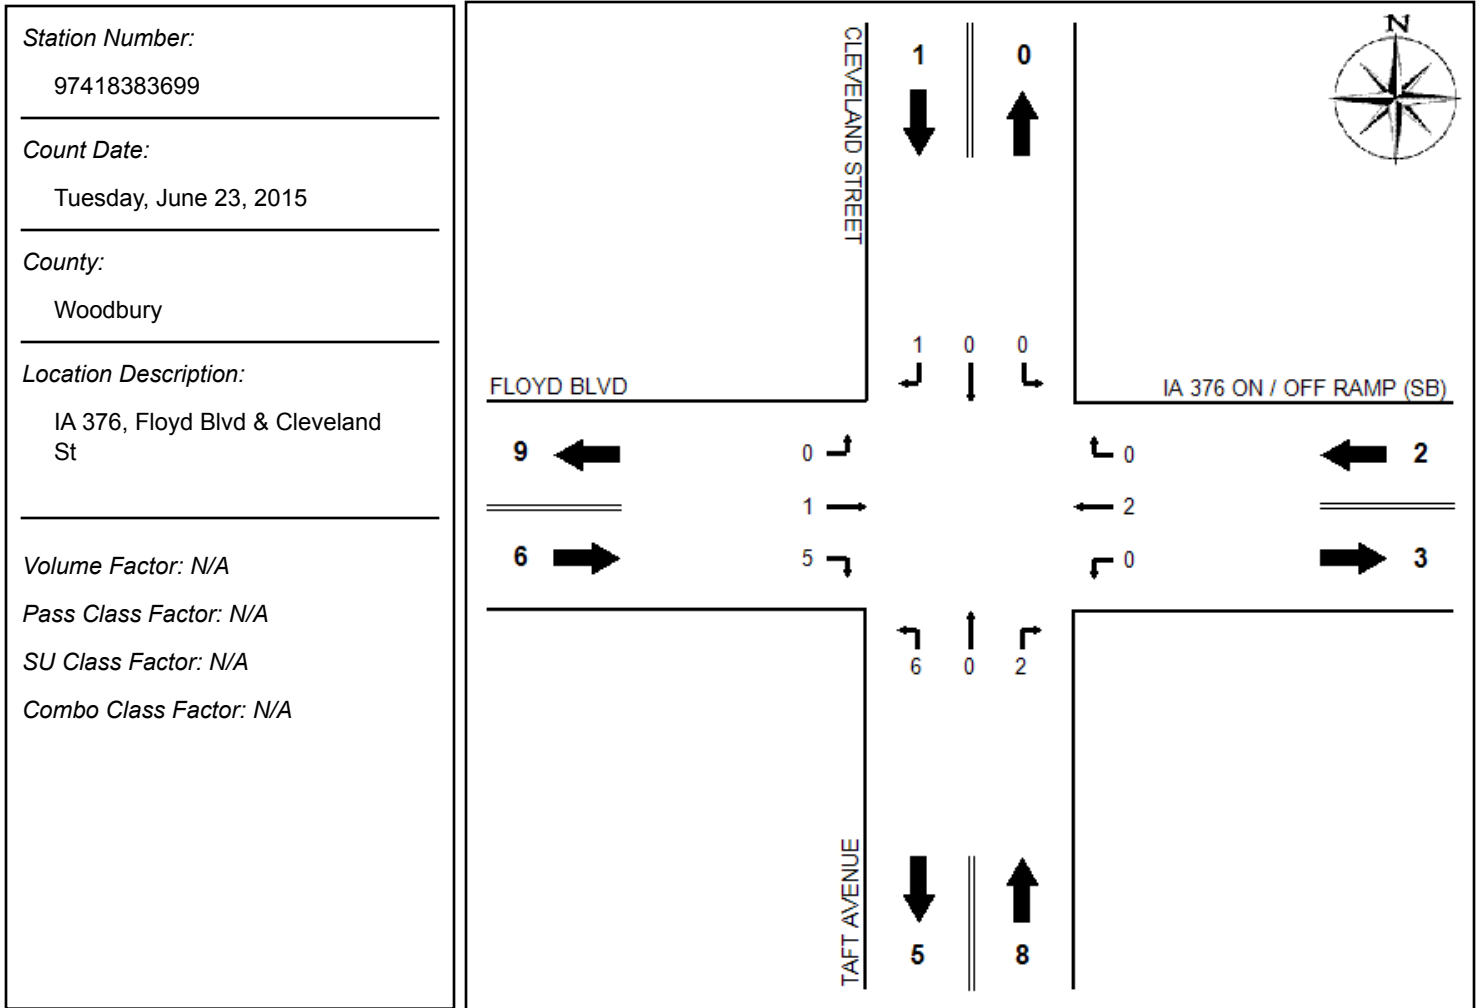 Station Number:
97418383699
Count Date:
Tuesday, June 23, 2015
County:
Woodbury
Location Description:
IA 376, Floyd Blvd & Cleveland
St
Volume Factor: N/A
Pass Class Factor: N/A
SU Class Factor: N/A
Combo Class Factor: N/A
N
CLEVELAND STREET
1 0
1 0 0
FLOYD BLVD
IA 376 ON / OFF RAMP (SB)
9 0 0 2
1 2
6 5 0 3
6 0 2
TAFT AVENUE
5 8